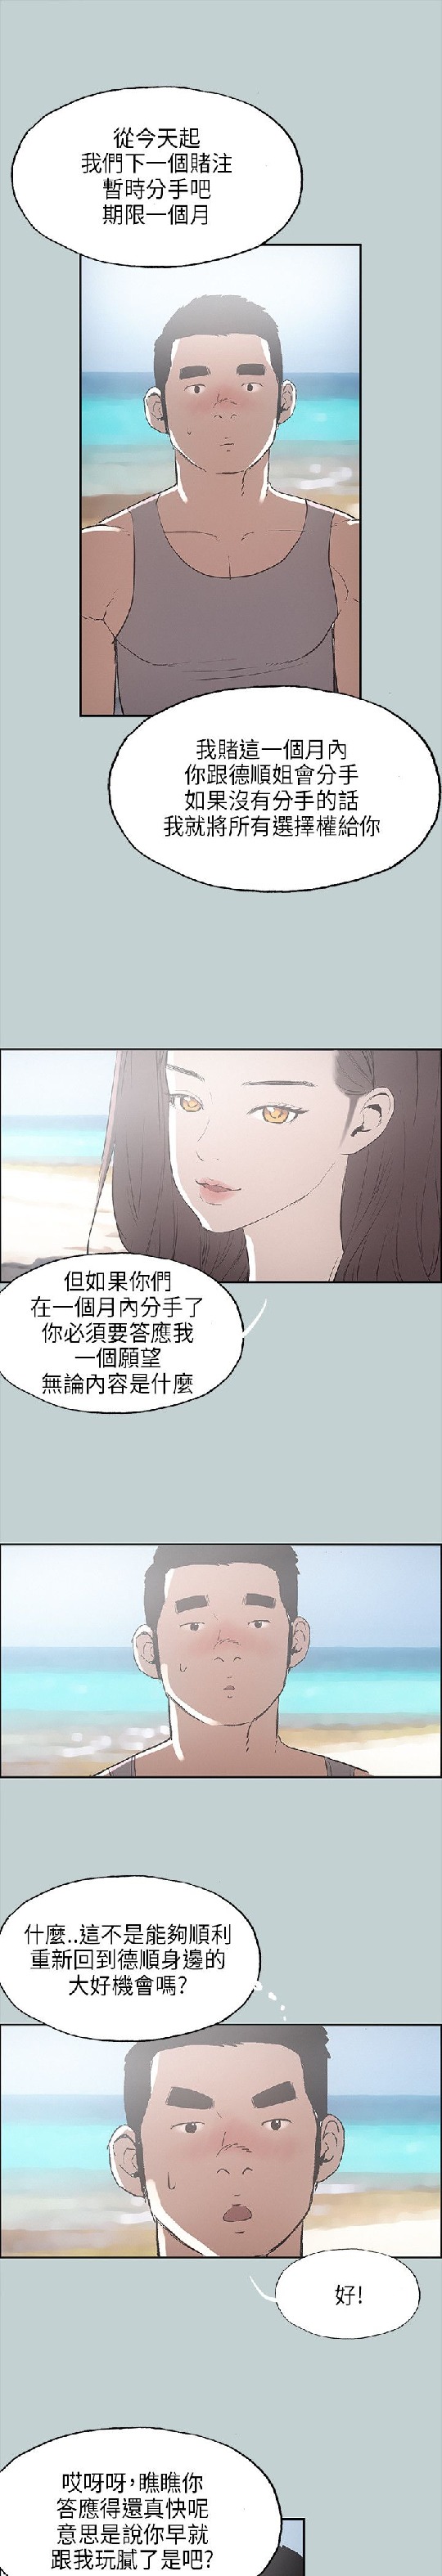 從今天起
我們下一個賭注
暫時分手吧
期限一個月
我賭這一個月內
你跟德順姐會分手
如果沒有分手的話
我就將所有選擇權給你
但如果你們
在一個月內分手了
你必須要答應我
一個願望
無論內容是什麼
什麼..這不是能夠順利
重新回到德順身邊的
大好機會嗎?
好!
哎呀呀,瞧瞧你
答應得還真快呢
意思是說你早就
跟我玩膩了是吧?